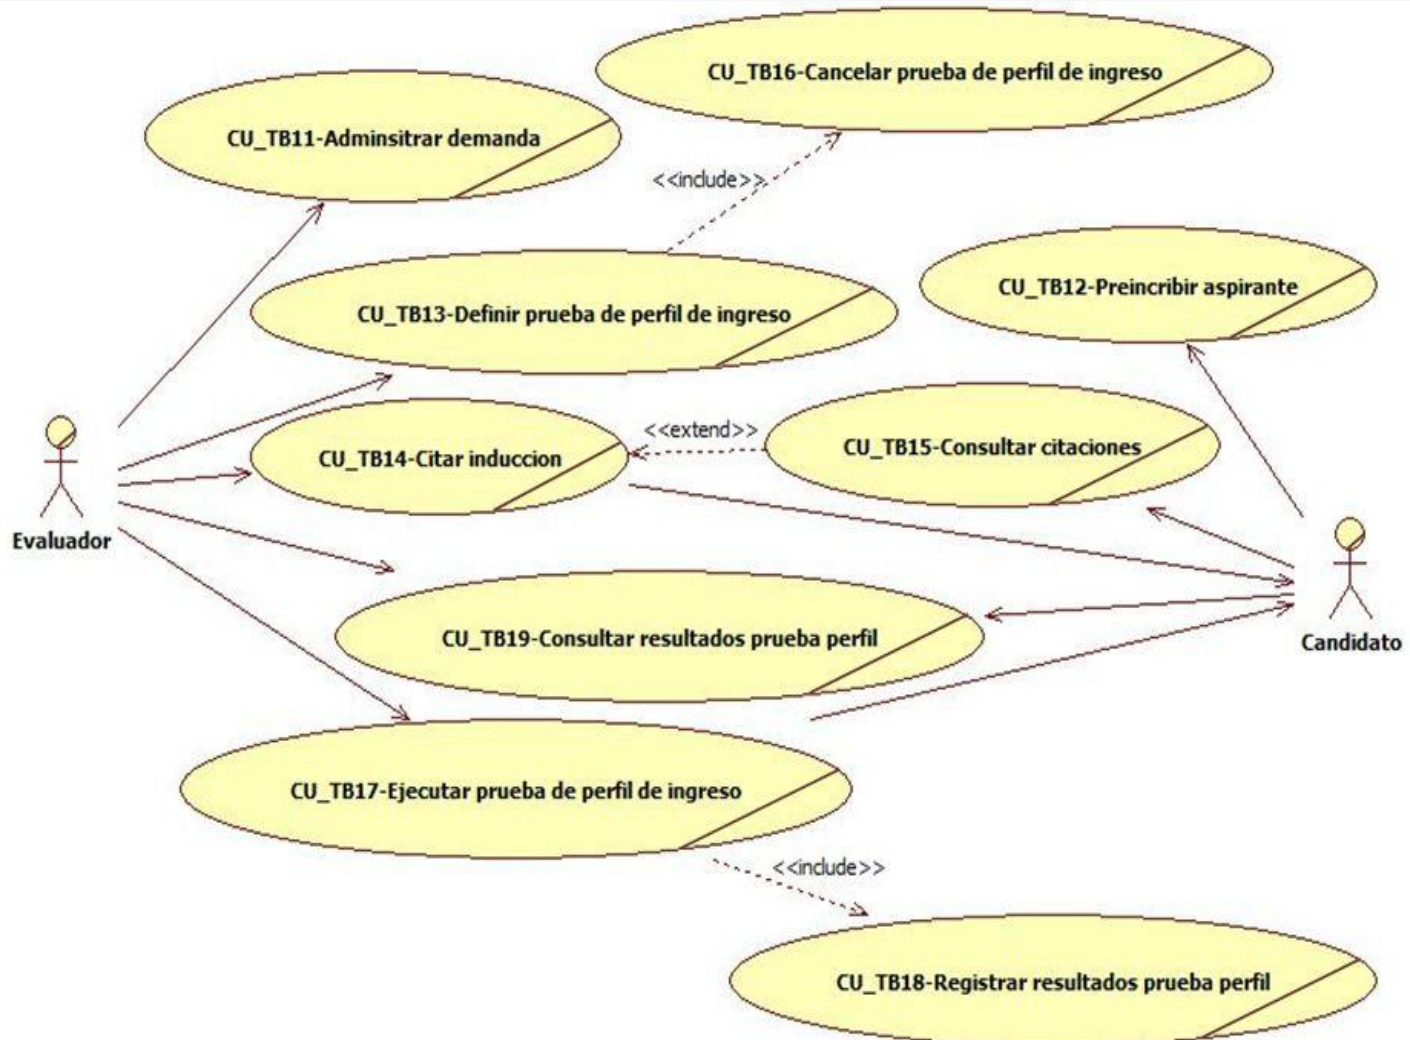 CU_TB16-Cancelar prueba de perfil de ingreso
CU_TB11-Adminsitrar demanda
<<include>>
CU_TB12-Preincribir aspirante
CU_TB13-Definir prueba de perfil de ingreso
<<extend>>
CU_TB15-Consultar citaciones
CU_TB14-Citar induccion
Evaluador
CU_TB19-Consultar resultados prueba perfil
Candidato
CU_TB17-Ejecutar prueba de perfil de ingreso
<<include>>
CU_TB18-Registrar resultados prueba perfil